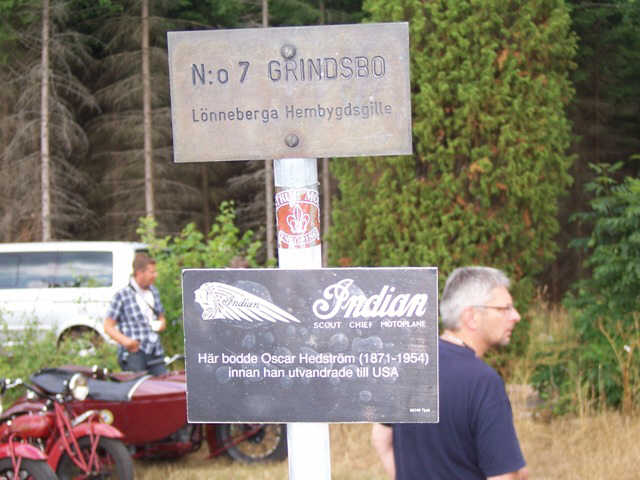 N:o 7 GRINDSBO
Lönneberga Hembygdsgille
Indian
Indian
SCOUT CHIEF MOTOPLANE
Här bodde Oscar Hedström (1871-1954)
innan han utvandrade till USA